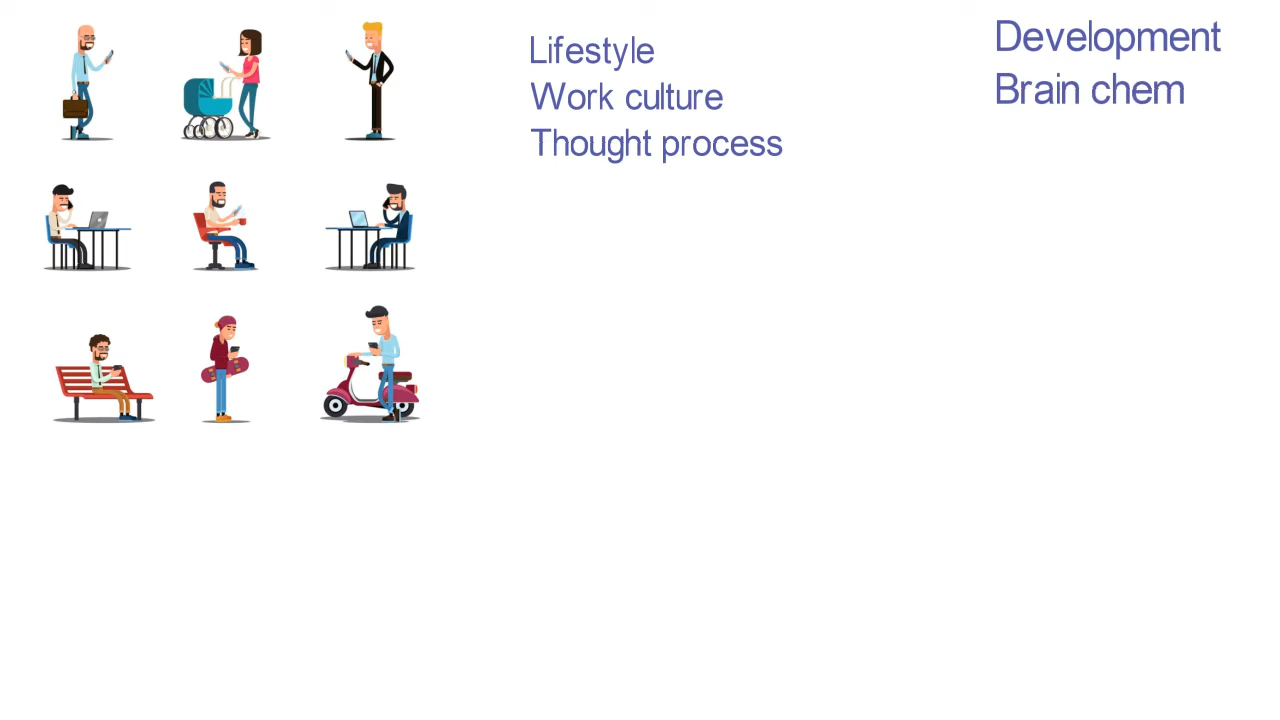 Lifestyle
Work culture
Thought process
Development
Brain chem